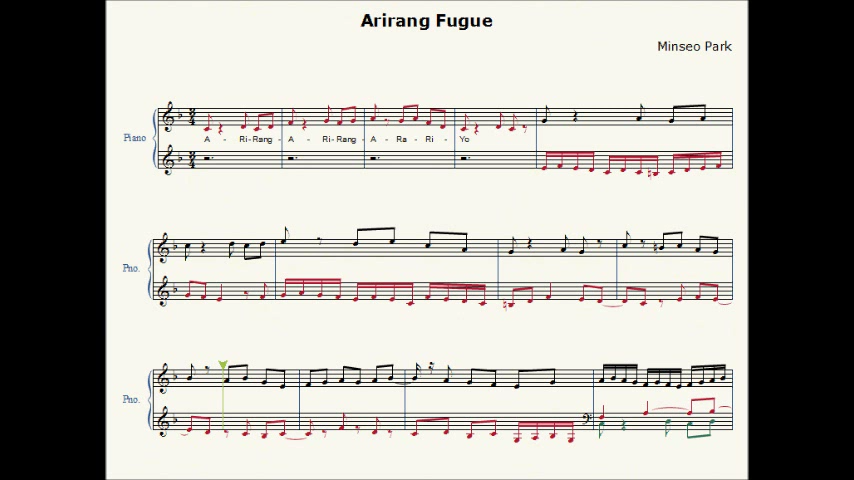 Arirang Fugue
Minseo Park
Piano
A - Ri-Rang - A - Ri-Rang - A - Ra - Ri - Yo
Pno.
Pno.